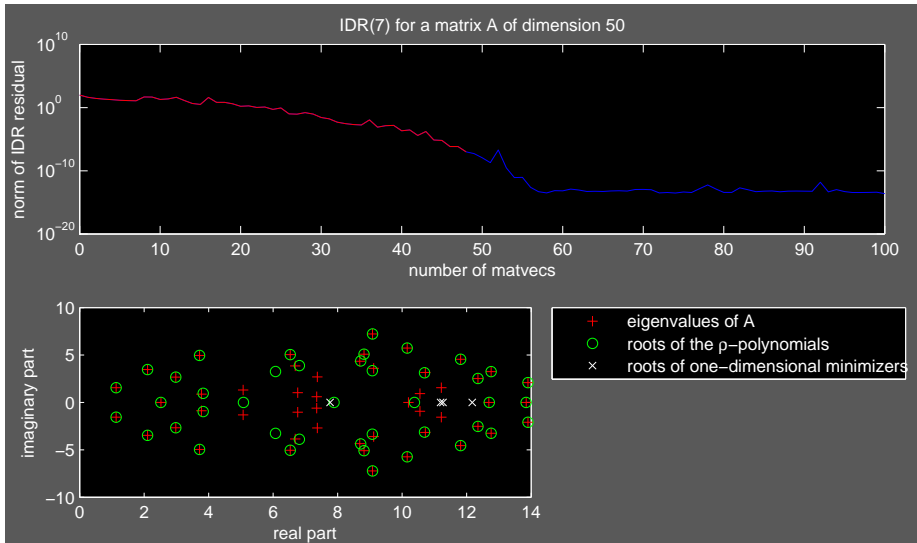 IDR(7) for a matrix A of dimension 50
norm of IDR residual
10^10
10^0
10^−10
10^−20
0 10 20 30 40 50 60 70 80 90 100
number of matvecs
imaginary part
10
5
0
−5
−10
0 2 4 6 8 10 12 14
real part
eigenvalues of A
roots of the ρ−polynomials
roots of one−dimensional minimizers